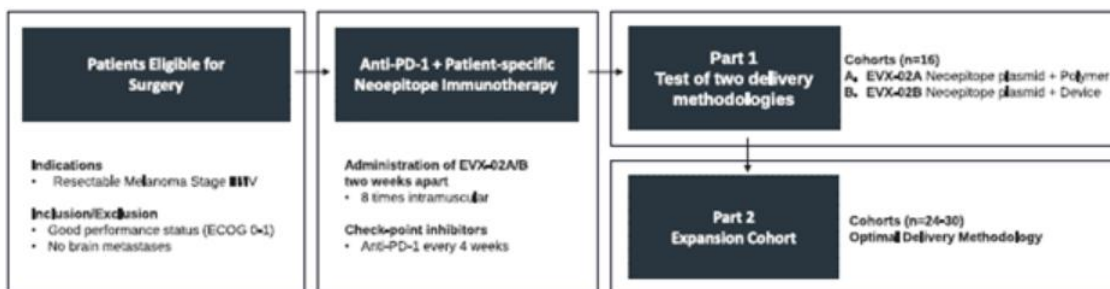 Patients Eligible for
Surgery
Indications
• Resectable Melanoma Stage
Inclusion/Exclusion
• Good performance status (ECOG 0-1)
• No brain metastases
Anti-PD-1 + Patient-specific
Neoepitope Immunotherapy
Administration of EVX-02A/B
two weeks apart
• 8 times intramuscular
Check-point inhibitors
• Anti-PD-1 every 4 weeks
Part 1
Test of two delivery
methodologies
Cohorts (n=16)
A. EVX-02A Neoepitope plasmid + Polymer
B. EVX-02B Neoepitope plasmid + Device
Part 2
Expansion Cohort
Cohorts (n=24-30)
Optimal Delivery Methodology